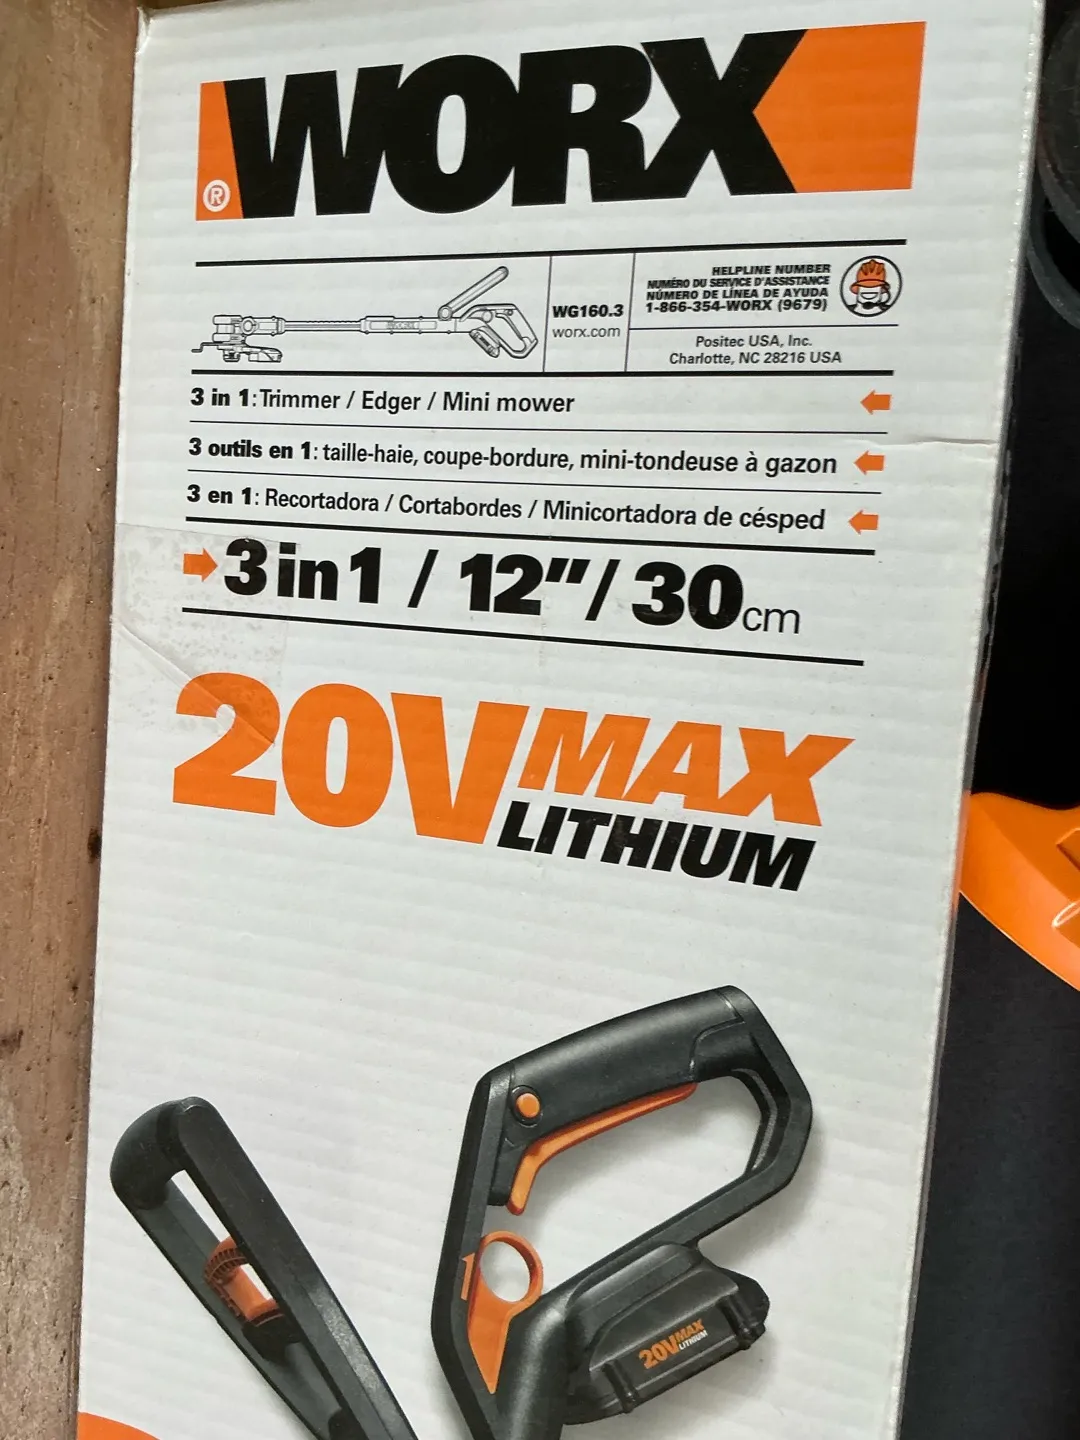 WORX
®
WG160.3
worx.com
HELPLINE NUMBER
NUMÉRO DU SERVICE D'ASSISTANCE
NÚMERO DE LÍNEA DE AYUDA
1-866-354-WORX (9679)
Positec USA, Inc.
Charlotte, NC 28216 USA
3 in 1: Trimmer / Edger / Mini mower
3 outils en 1: taille-haie, coupe-bordure, mini-tondeuse à gazon
3 en 1: Recortadora / Cortabordes / Minicortadora de césped
3 in 1 / 12″/ 30cm
20V MAX
LITHIUM
20V MAX
LITHIUM